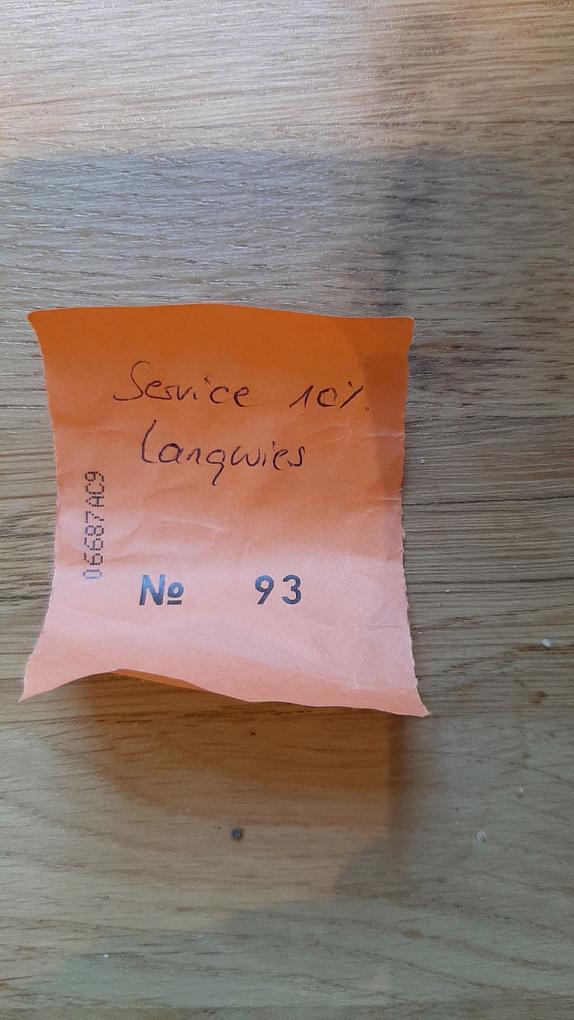 Service 10%
Langwies
06687AC9
№ 93